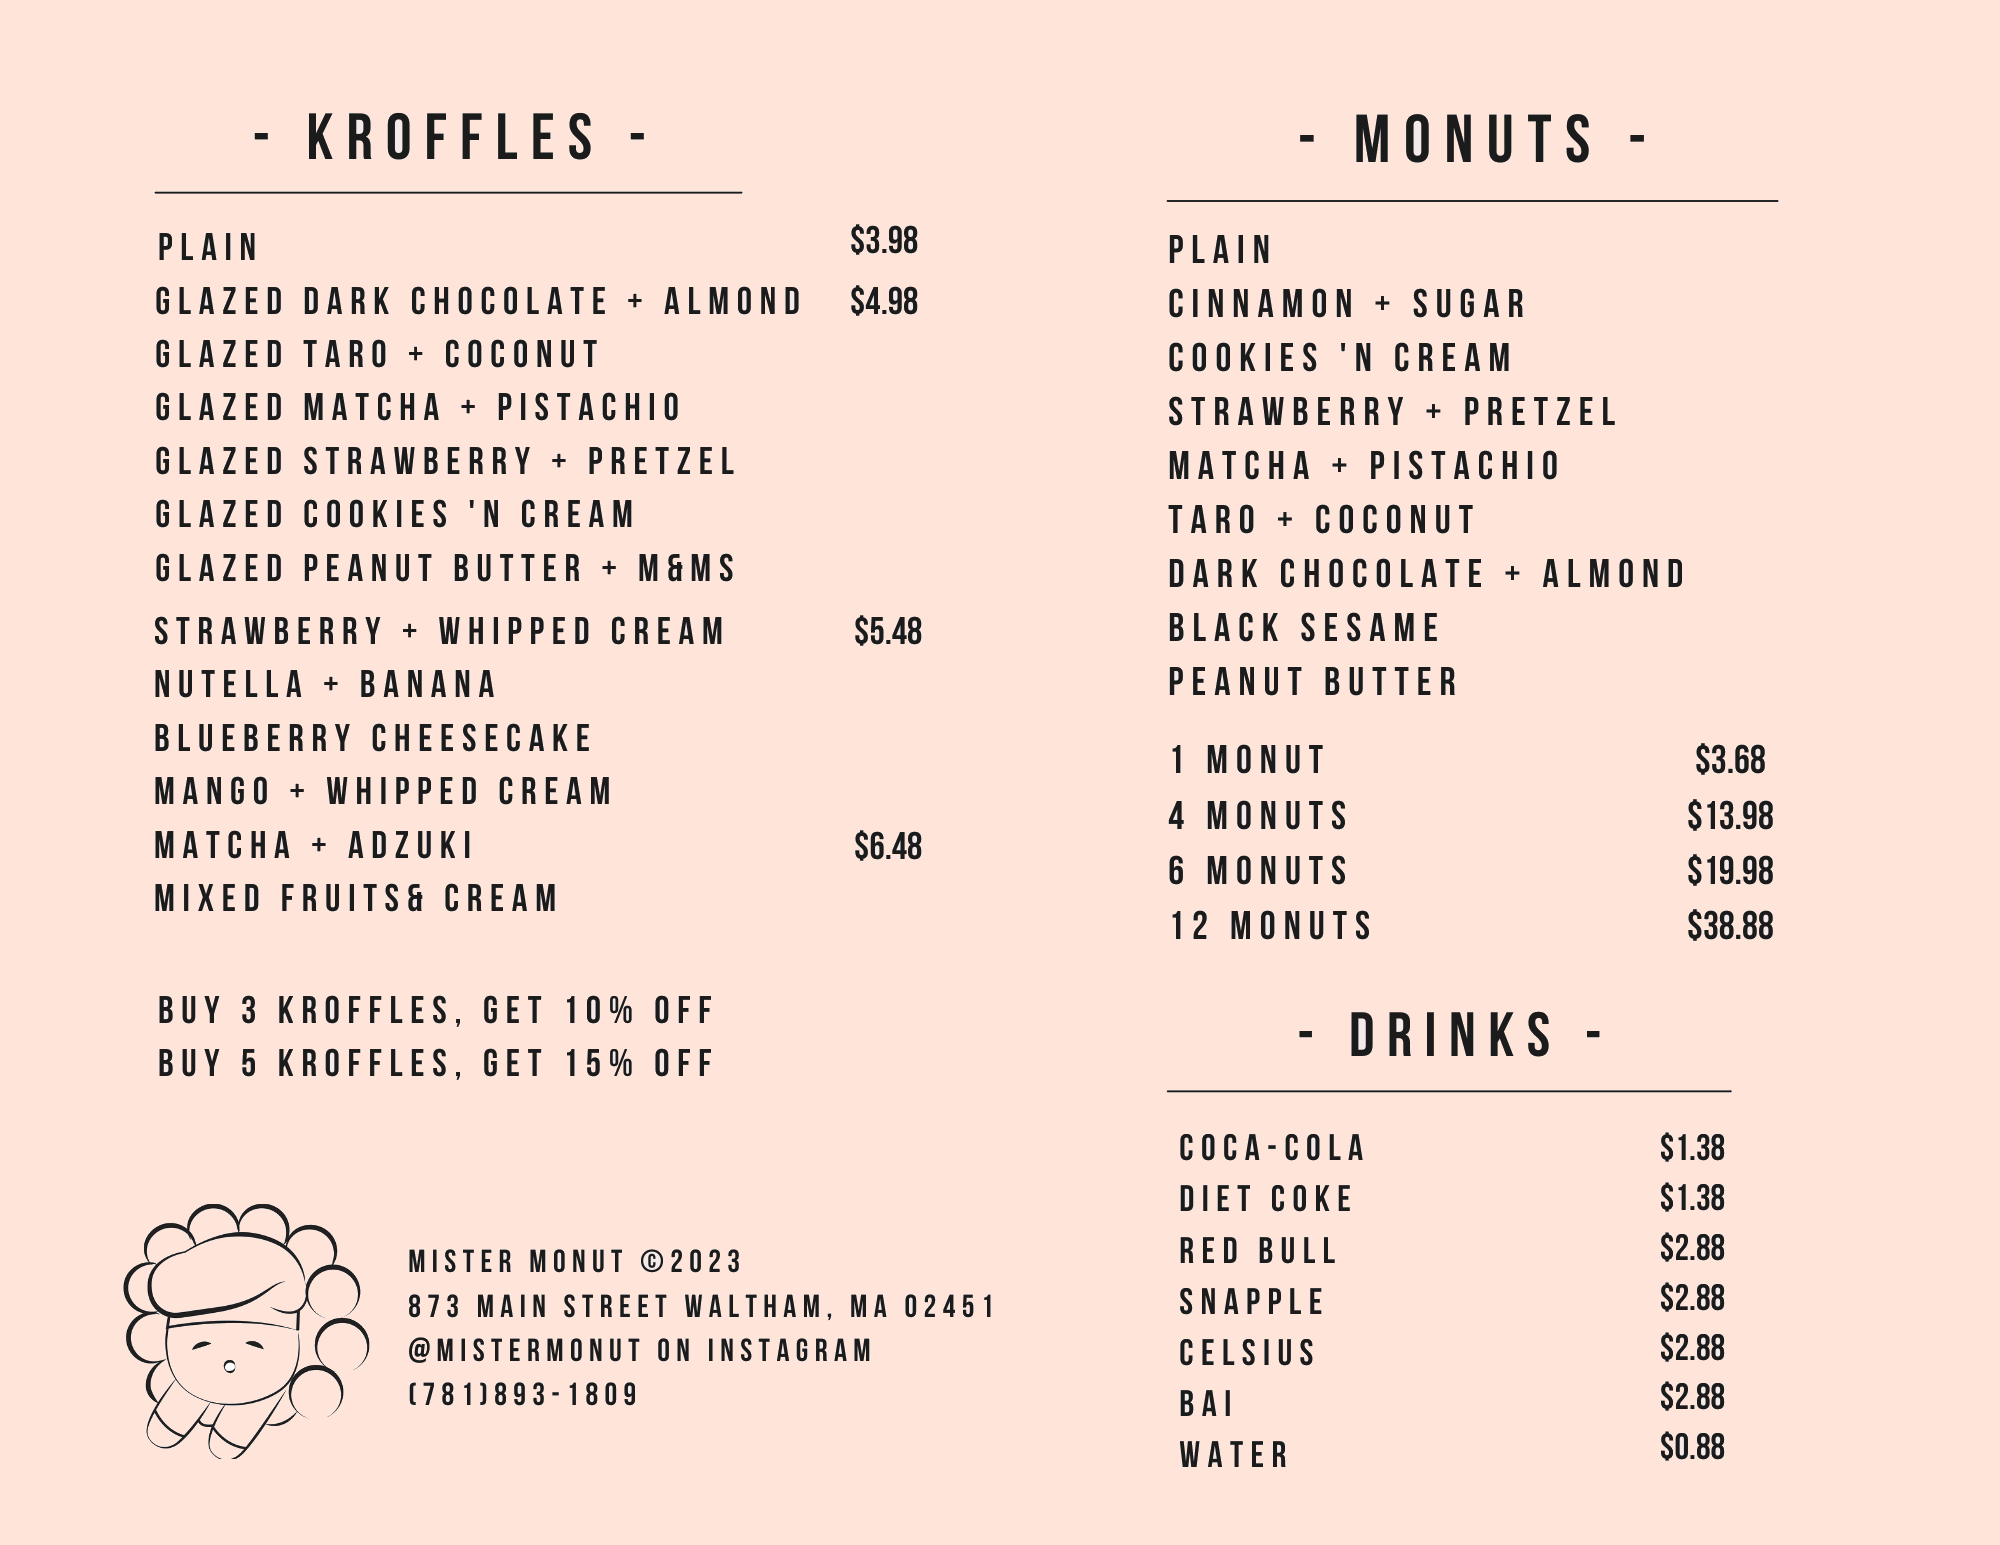 - KROFFLES -
PLAIN $3.98
GLAZED DARK CHOCOLATE + ALMOND $4.98
GLAZED TARO + COCONUT
GLAZED MATCHA + PISTACHIO
GLAZED STRAWBERRY + PRETZEL
GLAZED COOKIES 'N CREAM
GLAZED PEANUT BUTTER + M&MS
STRAWBERRY + WHIPPED CREAM $5.48
NUTELLA + BANANA
BLUEBERRY CHEESECAKE
MANGO + WHIPPED CREAM
MATCHA + ADZUKI $6.48
MIXED FRUITS& CREAM
BUY 3 KROFFLES, GET 10% OFF
BUY 5 KROFFLES, GET 15% OFF
MISTER MONUT ©2023
873 MAIN STREET WALTHAM, MA 02451
@MISTERMONUT ON INSTAGRAM
(781)893-1809
- MONUTS -
PLAIN
CINNAMON + SUGAR
COOKIES 'N CREAM
STRAWBERRY + PRETZEL
MATCHA + PISTACHIO
TARO + COCONUT
DARK CHOCOLATE + ALMOND
BLACK SESAME
PEANUT BUTTER
1 MONUT $3.68
4 MONUTS $13.98
6 MONUTS $19.98
12 MONUTS $38.88
- DRINKS -
COCA-COLA $1.38
DIET COKE $1.38
RED BULL $2.88
SNAPPLE $2.88
CELSIUS $2.88
BAI $2.88
WATER $0.88